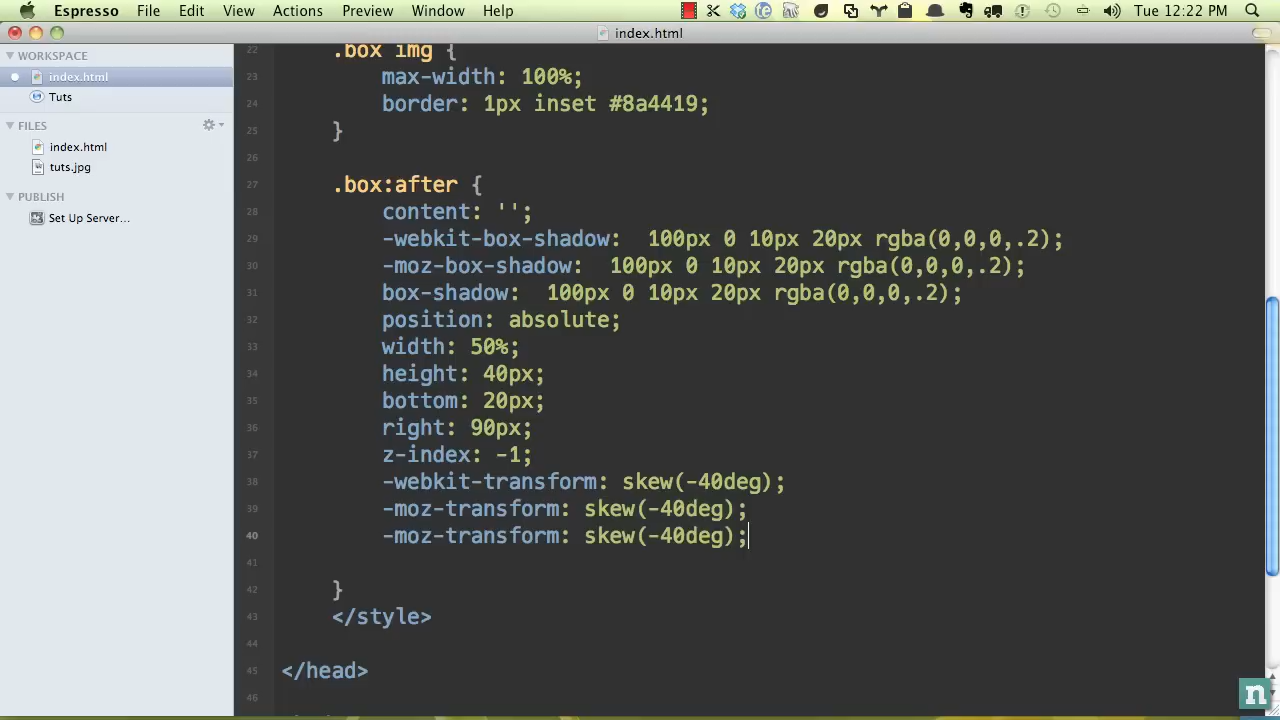 Espresso File Edit View Actions Preview Window Help Tue 12:22 PM
index.html
WORKSPACE
index.html
Tuts
FILES
index.html
tuts.jpg
PUBLISH
Set Up Server...
22 .box img {
23 max-width: 100%;
24 border: 1px inset #8a4419;
25 }
26
27 .box:after {
28 content: '';
29 -webkit-box-shadow: 100px 0 10px 20px rgba(0,0,0,.2);
30 -moz-box-shadow: 100px 0 10px 20px rgba(0,0,0,.2);
31 box-shadow: 100px 0 10px 20px rgba(0,0,0,.2);
32 position: absolute;
33 width: 50%;
34 height: 40px;
35 bottom: 20px;
36 right: 90px;
37 z-index: -1;
38 -webkit-transform: skew(-40deg);
39 -moz-transform: skew(-40deg);
40 -moz-transform: skew(-40deg);
41
42 }
43 </style>
44
45 </head>
46
n